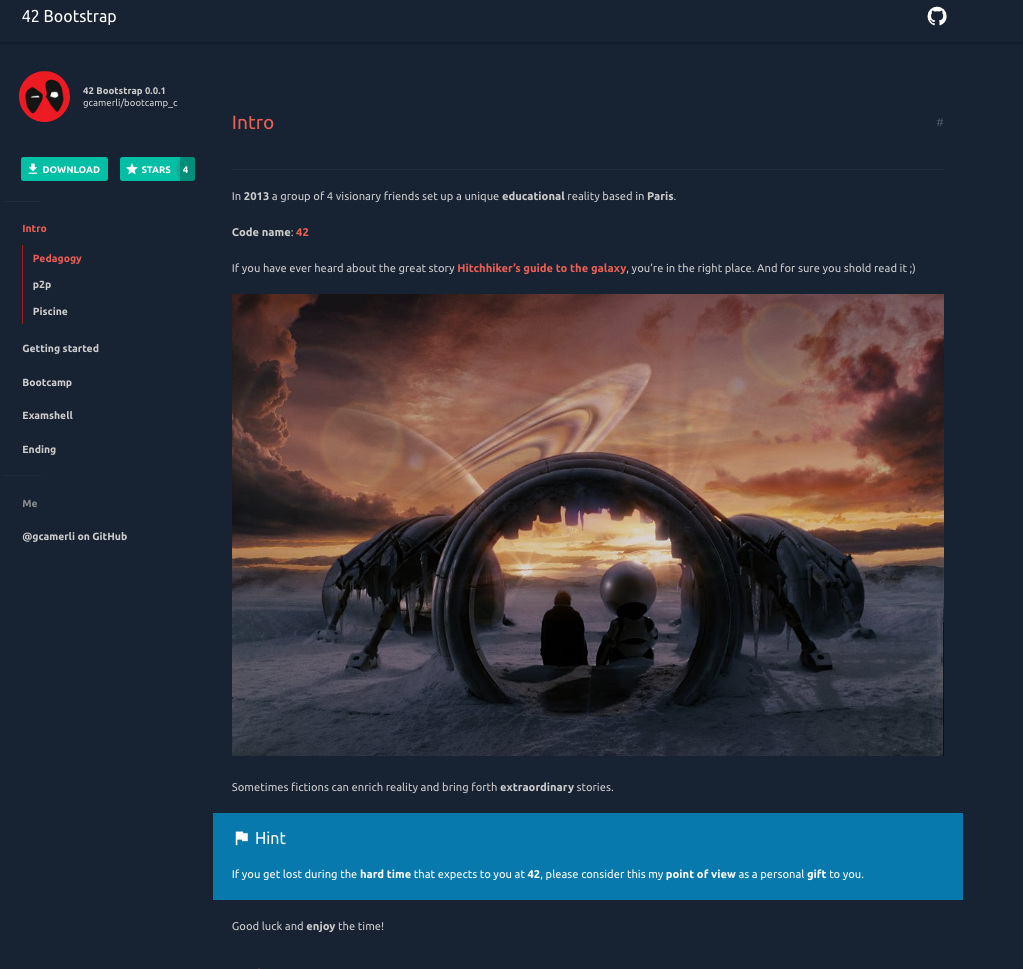 42 Bootstrap
42 Bootstrap 0.0.1
gcamerli/bootcamp_c
DOWNLOAD
STARS 4
Intro
Pedagogy
p2p
Piscine
Getting started
Bootcamp
Examshell
Ending
Me
@gcamerli on GitHub
Intro #
In 2013 a group of 4 visionary friends set up a unique educational reality based in Paris.
Code name: 42
If you have ever heard about the great story Hitchhiker's guide to the galaxy, you're in the right place. And for sure you shold read it ;)
Sometimes fictions can enrich reality and bring forth extraordinary stories.
Hint
If you get lost during the hard time that expects to you at 42, please consider this my point of view as a personal gift to you.
Good luck and enjoy the time!